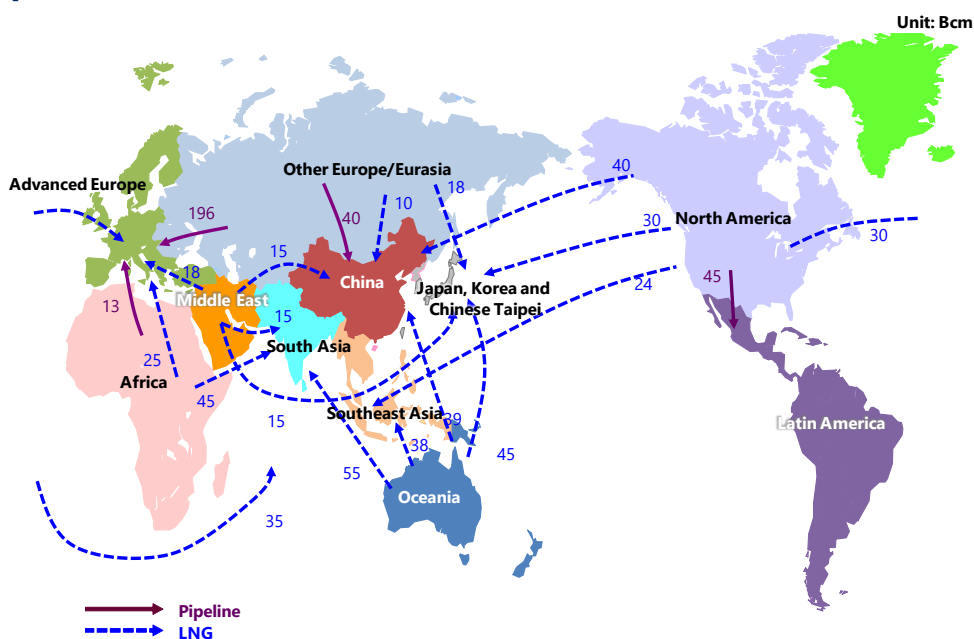 Unit: Bcm
Other Europe/Eurasia
Advanced Europe
40
18
10
196
40
North America
30
30
15
18
China
45
24
Middle East
Japan, Korea and
Chinese Taipei
13
15
South Asia
25
Africa
45
Southeast Asia
15
39
Latin America
38
45
55
Oceania
35
Pipeline
LNG